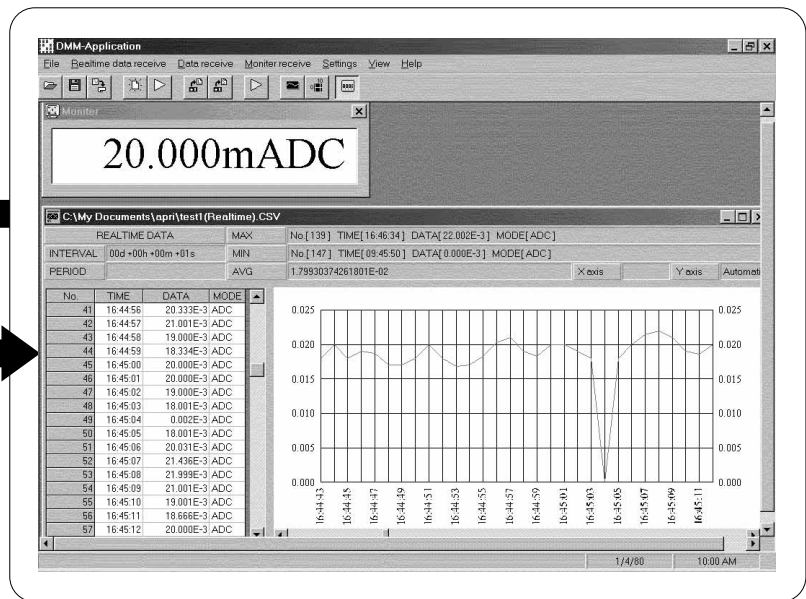 DMM-Application
File Realtime data receive Data receive Moniter receive Settings View Help
Moniter
20.000mADC
C:\My Documents\apri\test1(Realtime).CSV
REALTIME DATA MAX No.[139] TIME[16:46:34] DATA[22.002E-3] MODE[ADC]
INTERVAL 00d +00h +00m +01s MIN No.[147] TIME[09:45:50] DATA[0.000E-3] MODE[ADC]
PERIOD AVG 1.79930374261801E-02 X axis Y axis Automati
No. TIME DATA MODE
41 16:44:56 20.333E-3 ADC
42 16:44:57 21.001E-3 ADC
43 16:44:58 19.000E-3 ADC
44 16:44:59 18.334E-3 ADC
45 16:45:00 20.000E-3 ADC
46 16:45:01 20.000E-3 ADC
47 16:45:02 19.000E-3 ADC
48 16:45:03 18.001E-3 ADC
49 16:45:04 0.002E-3 ADC
50 16:45:05 18.001E-3 ADC
51 16:45:06 20.031E-3 ADC
52 16:45:07 21.436E-3 ADC
53 16:45:08 21.999E-3 ADC
54 16:45:09 21.001E-3 ADC
55 16:45:10 19.001E-3 ADC
56 16:45:11 18.666E-3 ADC
57 16:45:12 20.000E-3 ADC
0.025 0.025
0.020 0.020
0.015 0.015
0.010 0.010
0.005 0.005
0.000 0.000
16:44:43 16:44:45 16:44:47 16:44:49 16:44:51 16:44:53 16:44:55 16:44:57 16:44:59 16:45:01 16:45:03 16:45:05 16:45:07 16:45:09 16:45:11
1/4/80 10:00 AM